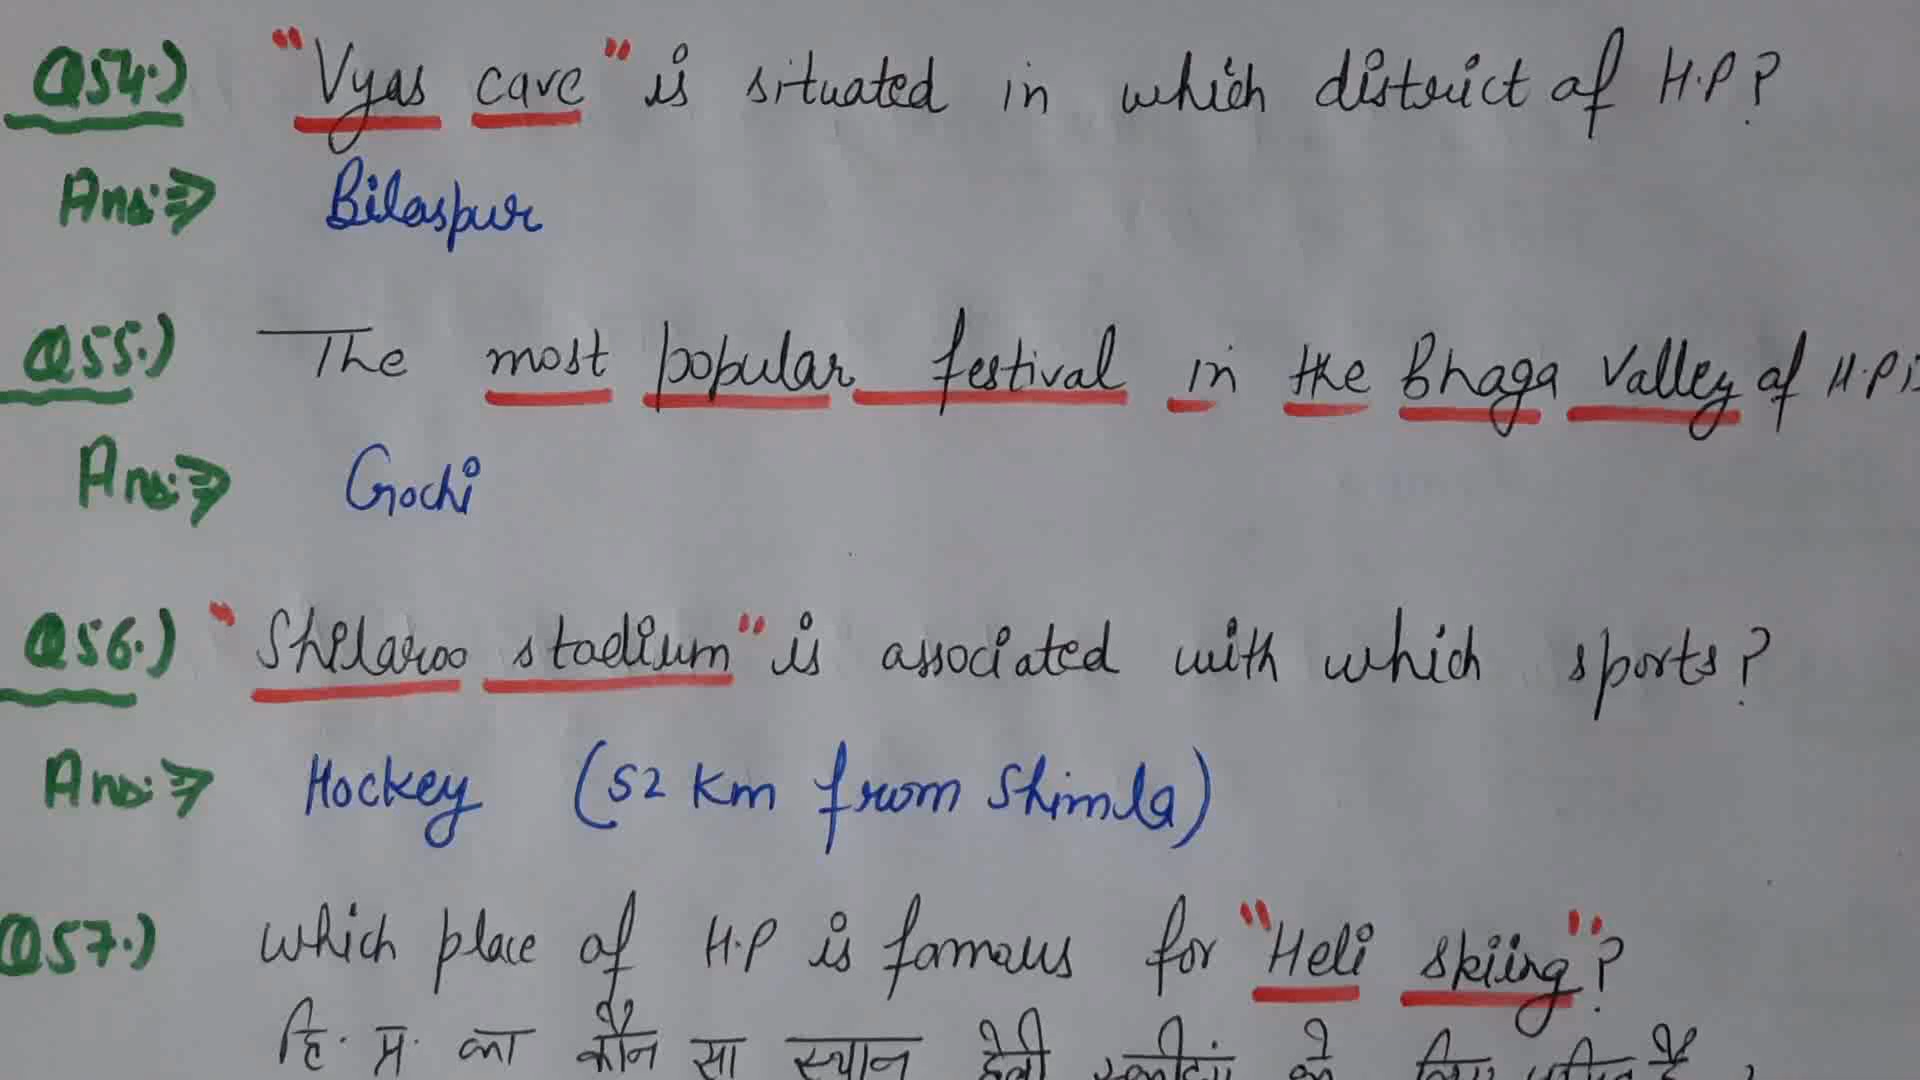 Q54.) "Vyas cave" is situated in which district of H.P?
Ans:⇒ Bilaspur
Q55.) The most popular festival in the Bhaga Valley of H.P is
Ans:⇒ Gochi
Q56.) "Shilaroo stadium" is associated with which sports?
Ans:⇒ Hockey (52 km from Shimla)
Q57.) Which place of H.P is famous for "Heli skiing"?
हि. प्र. का कौन सा स्थान हेली स्कीइंग के लिए